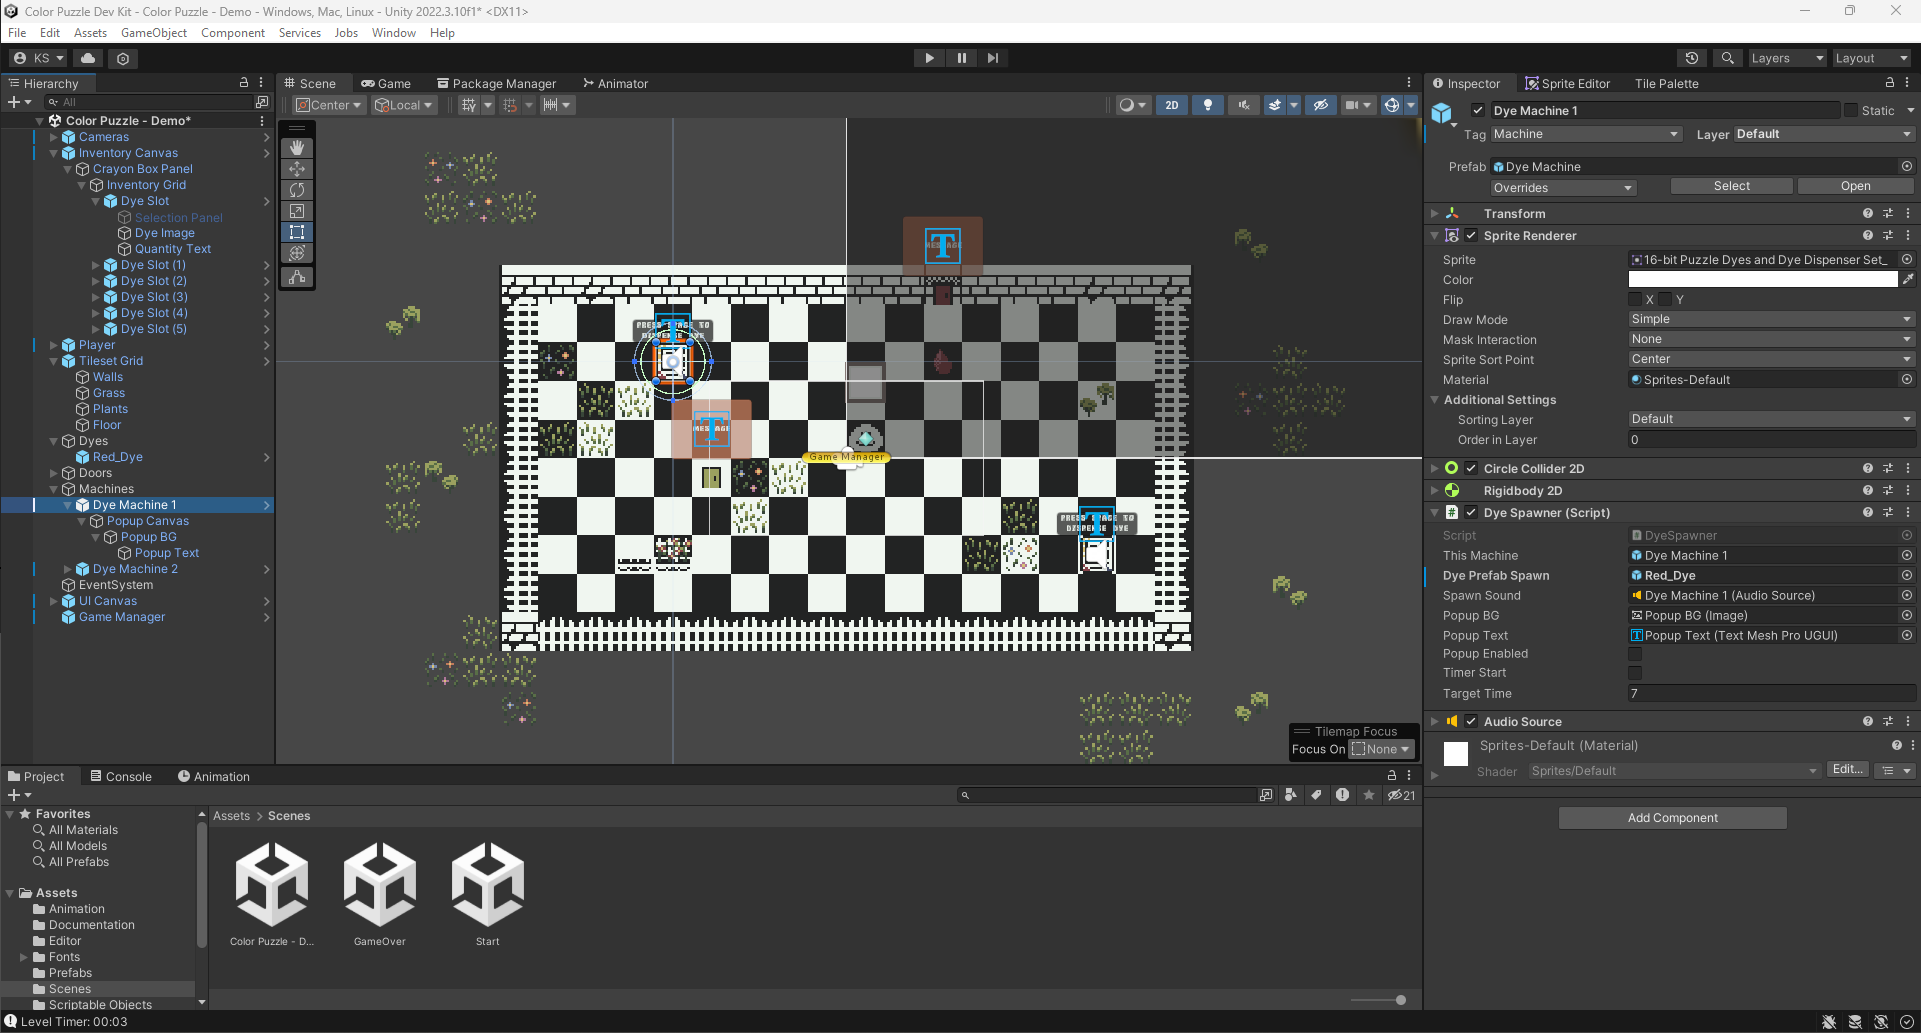 Color Puzzle Dev Kit - Color Puzzle - Demo - Windows, Mac, Linux - Unity 2022.3.10f1* <DX11>
File Edit Assets GameObject Component Services Jobs Window Help
KS Layers Layout
Hierarchy
All
Color Puzzle - Demo*
Cameras
Inventory Canvas
Crayon Box Panel
Inventory Grid
Dye Slot
Selection Panel
Dye Image
Quantity Text
Dye Slot (1)
Dye Slot (2)
Dye Slot (3)
Dye Slot (4)
Dye Slot (5)
Player
Tileset Grid
Walls
Grass
Plants
Floor
Dyes
Red_Dye
Doors
Machines
Dye Machine 1
Popup Canvas
Popup BG
Popup Text
Dye Machine 2
EventSystem
UI Canvas
Game Manager
Scene Game Package Manager Animator
Center Local 2D
Game Manager
Tilemap Focus
Focus On None
Inspector Sprite Editor Tile Palette
Dye Machine 1 Static
Tag Machine Layer Default
Prefab Dye Machine
Overrides Select Open
Transform
Sprite Renderer
Sprite 16-bit Puzzle Dyes and Dye Dispenser Set_
Color
Flip X Y
Draw Mode Simple
Mask Interaction None
Sprite Sort Point Center
Material Sprites-Default
Additional Settings
Sorting Layer Default
Order in Layer 0
Circle Collider 2D
Rigidbody 2D
# Dye Spawner (Script)
Script DyeSpawner
This Machine Dye Machine 1
Dye Prefab Spawn Red_Dye
Spawn Sound Dye Machine 1 (Audio Source)
Popup BG Popup BG (Image)
Popup Text Popup Text (Text Mesh Pro UGUI)
Popup Enabled
Timer Start
Target Time 7
Audio Source
Sprites-Default (Material)
Shader Sprites/Default Edit...
Add Component
Project Console Animation
21
Favorites
All Materials
All Models
All Prefabs
Assets
Animation
Documentation
Editor
Fonts
Prefabs
Scenes
Scriptable Objects
Assets > Scenes
Color Puzzle - D... GameOver Start
Level Timer: 00:03